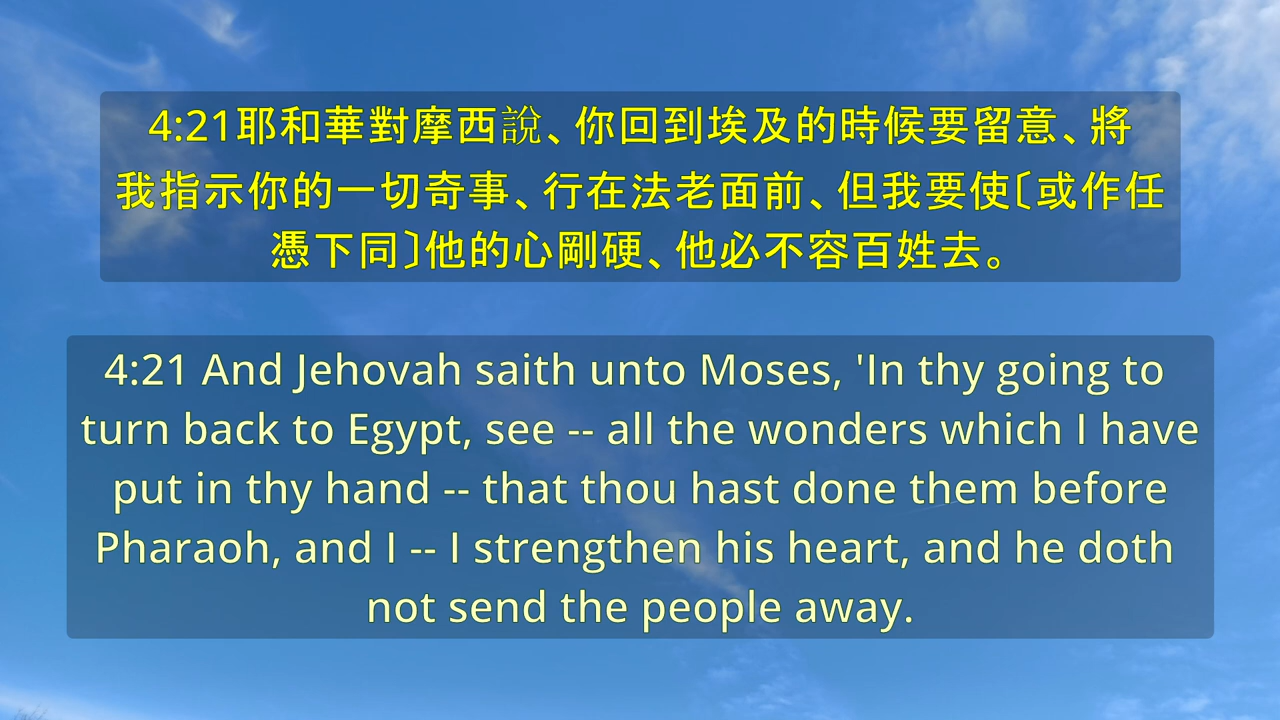 4:21耶和華對摩西說、你回到埃及的時候要留意、將
我指示你的一切奇事、行在法老面前、但我要使〔或作任
憑下同〕他的心剛硬、他必不容百姓去。
4:21 And Jehovah saith unto Moses, 'In thy going to
turn back to Egypt, see -- all the wonders which I have
put in thy hand -- that thou hast done them before
Pharaoh, and I -- I strengthen his heart, and he doth
not send the people away.